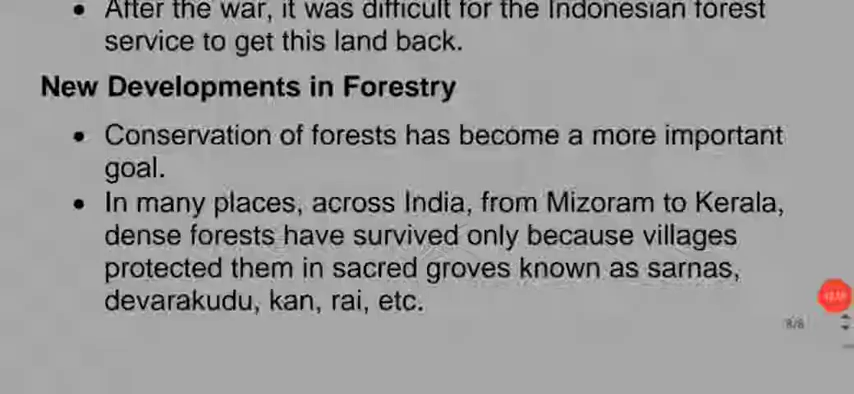 • After the war, it was difficult for the Indonesian forest
service to get this land back.
New Developments in Forestry
• Conservation of forests has become a more important
goal.
• In many places, across India, from Mizoram to Kerala,
dense forests have survived only because villages
protected them in sacred groves known as sarnas,
devarakudu, kan, rai, etc.
8/8